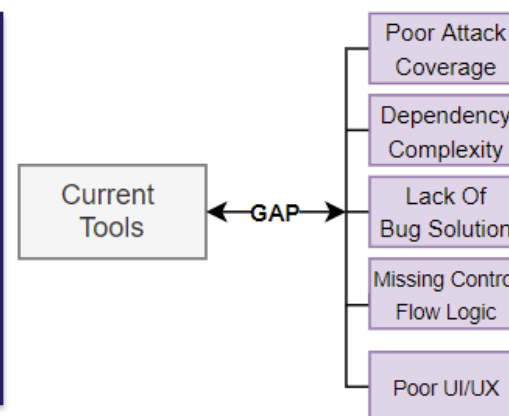 Current
Tools
GAP
Poor Attack
Coverage
Dependency
Complexity
Lack Of
Bug Solution
Missing Contro
Flow Logic
Poor UI/UX